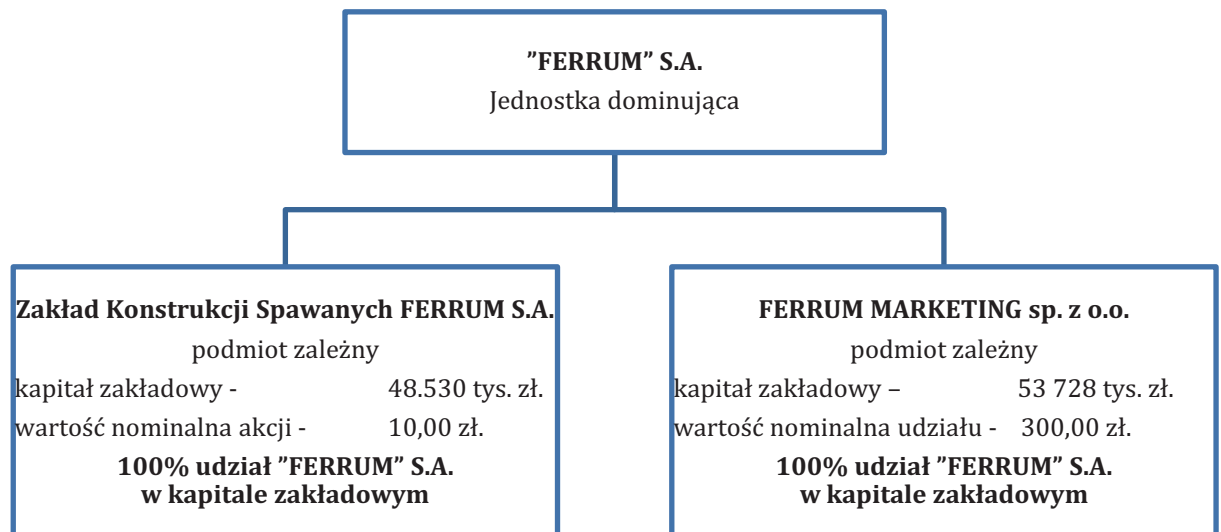 ”FERRUM” S.A.
Jednostka dominująca
Zakład Konstrukcji Spawanych FERRUM S.A.
podmiot zależny
kapitał zakładowy - 48.530 tys. zł.
wartość nominalna akcji - 10,00 zł.
100% udział ”FERRUM” S.A.
w kapitale zakładowym
FERRUM MARKETING sp. z o.o.
podmiot zależny
kapitał zakładowy – 53 728 tys. zł.
wartość nominalna udziału - 300,00 zł.
100% udział ”FERRUM” S.A.
w kapitale zakładowym